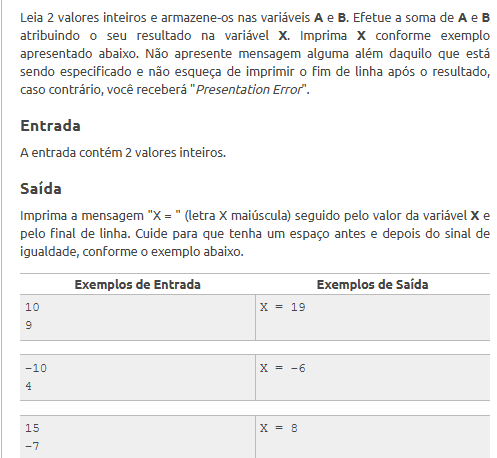 Leia 2 valores inteiros e armazene-os nas variáveis A e B. Efetue a soma de A e B
atribuindo o seu resultado na variável X. Imprima X conforme exemplo
apresentado abaixo. Não apresente mensagem alguma além daquilo que está
sendo especificado e não esqueça de imprimir o fim de linha após o resultado,
caso contrário, você receberá "Presentation Error".
Entrada
A entrada contém 2 valores inteiros.
Saída
Imprima a mensagem "X = " (letra X maiúscula) seguido pelo valor da variável X e
pelo final de linha. Cuide para que tenha um espaço antes e depois do sinal de
igualdade, conforme o exemplo abaixo.
Exemplos de Entrada Exemplos de Saída
10 X = 19
9
-10 X = -6
4
15 X = 8
-7